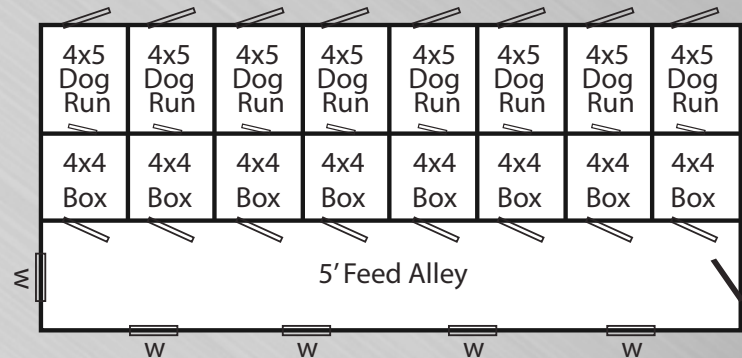 4x5 4x5 4x5 4x5 4x5 4x5 4x5 4x5
Dog Dog Dog Dog Dog Dog Dog Dog
Run Run Run Run Run Run Run Run
4x4 4x4 4x4 4x4 4x4 4x4 4x4 4x4
Box Box Box Box Box Box Box Box
W 5' Feed Alley
W W W W